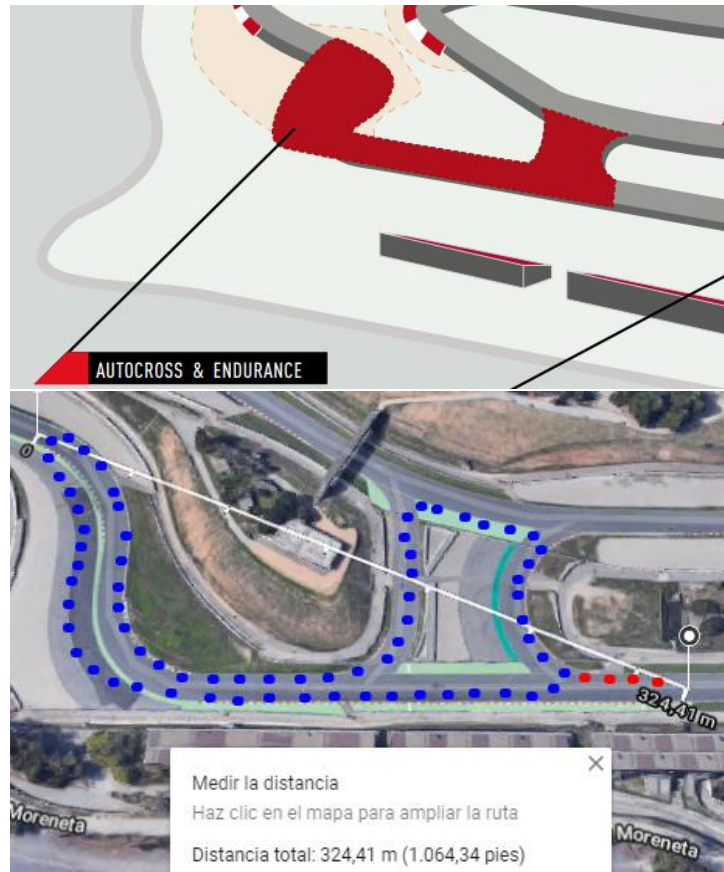 AUTOCROSS & ENDURANCE
0
324,41 m
Medir la distancia
Haz clic en el mapa para ampliar la ruta
Distancia total: 324,41 m (1.064,34 pies)
Moreneta
Moreneta